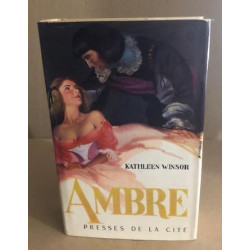 KATHLEEN WINSOR
AMBRE
PRESSES DE LA CITÉ